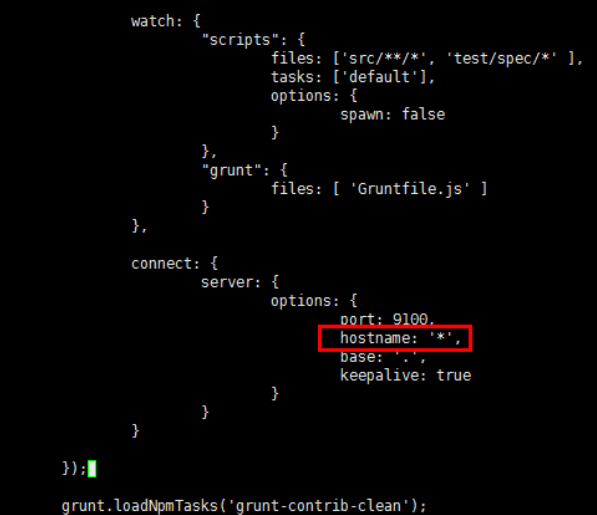 watch: {
"scripts": {
files: ['src/**/*', 'test/spec/*' ],
tasks: ['default'],
options: {
spawn: false
}
},
"grunt": {
files: [ 'Gruntfile.js' ]
}
},
connect: {
server: {
options: {
port: 9100,
hostname: '*',
base: '.',
keepalive: true
}
}
}
});
grunt.loadNpmTasks('grunt-contrib-clean');